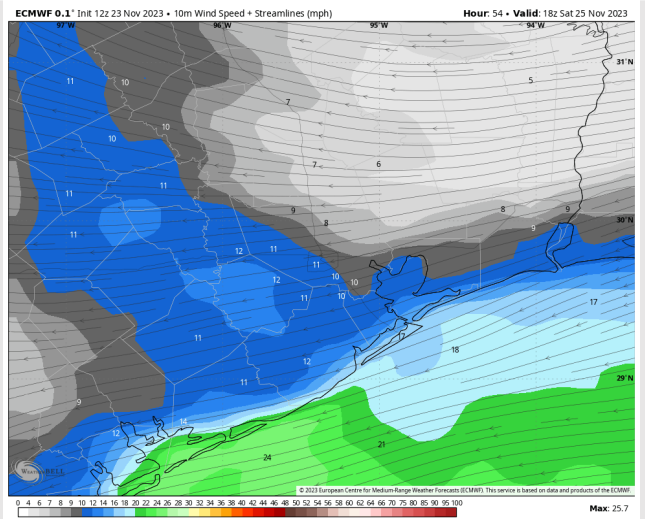 ECMWF 0.1° Init 12z 23 Nov 2023 • 10m Wind Speed + Streamlines (mph)
Hour: 54 • Valid: 18z Sat 25 Nov 2023
97°W 96°W 95°W 94°W
31°N
11 10 5
7
10
10
7 6
11
11
9 8 9
8 9
30°N
11
12 11
11
12 10 10
11 10
17
17
11
18
12
29°N
11
9
14
12
21
24
WeatherBELL
© 2023 European Centre for Medium-Range Weather Forecasts (ECMWF). This service is based on data and products of the ECMWF.
0 4 5 6 7 8 9 10 12 14 16 18 20 22 24 26 28 30 32 34 36 38 40 42 44 46 48 50 52 54 56 58 60 65 70 75 80 85 90 95 100
Max: 25.7